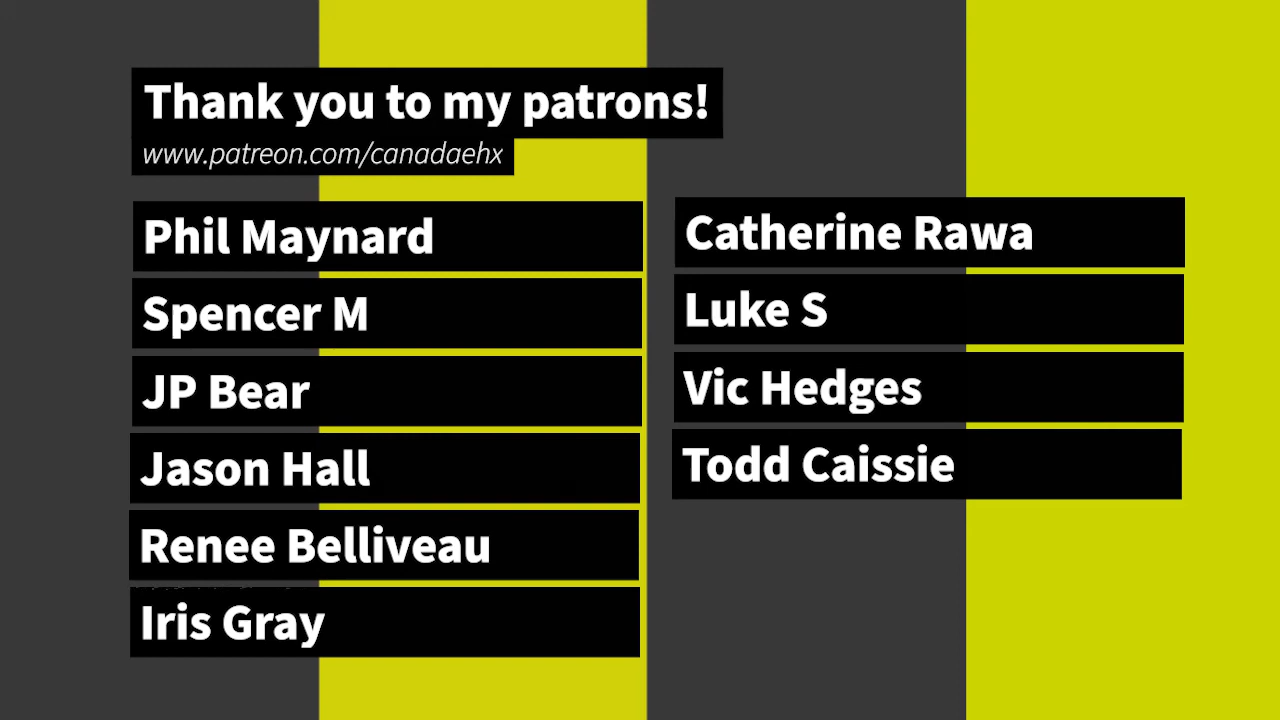 Thank you to my patrons!
www.patreon.com/canadaehx
Phil Maynard
Spencer M
JP Bear
Jason Hall
Renee Belliveau
Iris Gray
Catherine Rawa
Luke S
Vic Hedges
Todd Caissie